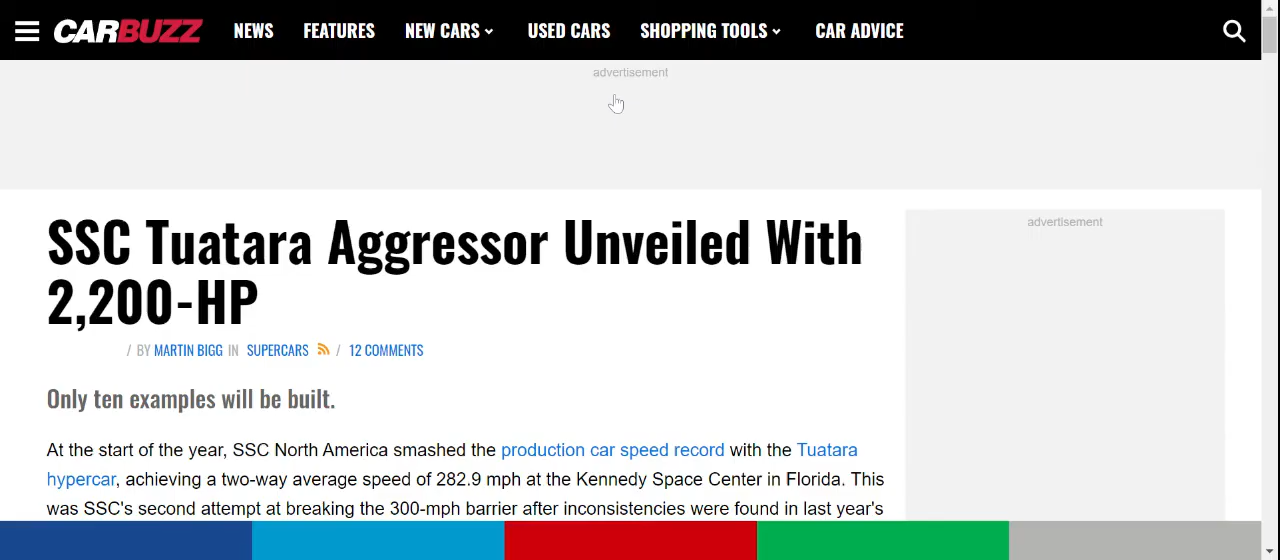 CARBUZZ NEWS FEATURES NEW CARS USED CARS SHOPPING TOOLS CAR ADVICE
advertisement
SSC Tuatara Aggressor Unveiled With
2,200-HP
advertisement
/ BY MARTIN BIGG IN SUPERCARS / 12 COMMENTS
Only ten examples will be built.
At the start of the year, SSC North America smashed the production car speed record with the Tuatara
hypercar, achieving a two-way average speed of 282.9 mph at the Kennedy Space Center in Florida. This
was SSC's second attempt at breaking the 300-mph barrier after inconsistencies were found in last year's